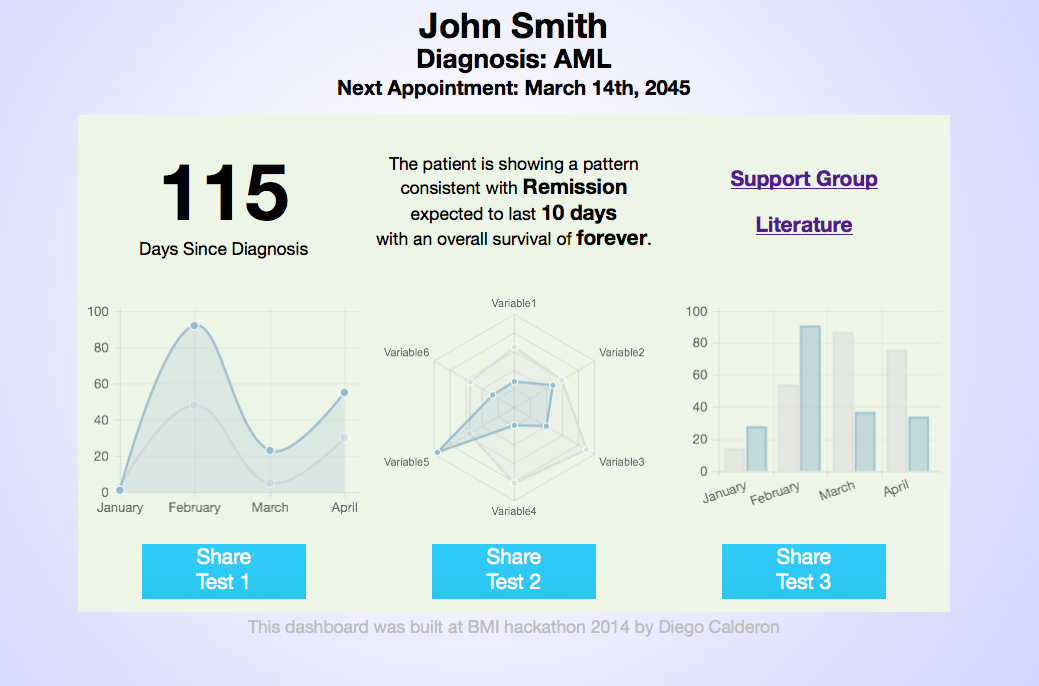 John Smith
Diagnosis: AML
Next Appointment: March 14th, 2045
115
Days Since Diagnosis
The patient is showing a pattern
consistent with Remission
expected to last 10 days
with an overall survival of forever.
Support Group
Literature
100
80
60
40
20
0
January February March April
Variable1
Variable2
Variable3
Variable4
Variable5
Variable6
100
80
60
40
20
0
January February March April
Share
Test 1
Share
Test 2
Share
Test 3
This dashboard was built at BMI hackathon 2014 by Diego Calderon